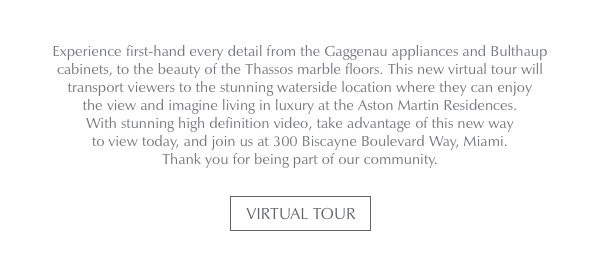 Experience first-hand every detail from the Gaggenau appliances and Bulthaup
cabinets, to the beauty of the Thassos marble floors. This new virtual tour will
transport viewers to the stunning waterside location where they can enjoy
the view and imagine living in luxury at the Aston Martin Residences.
With stunning high definition video, take advantage of this new way
to view today, and join us at 300 Biscayne Boulevard Way, Miami.
Thank you for being part of our community.
VIRTUAL TOUR